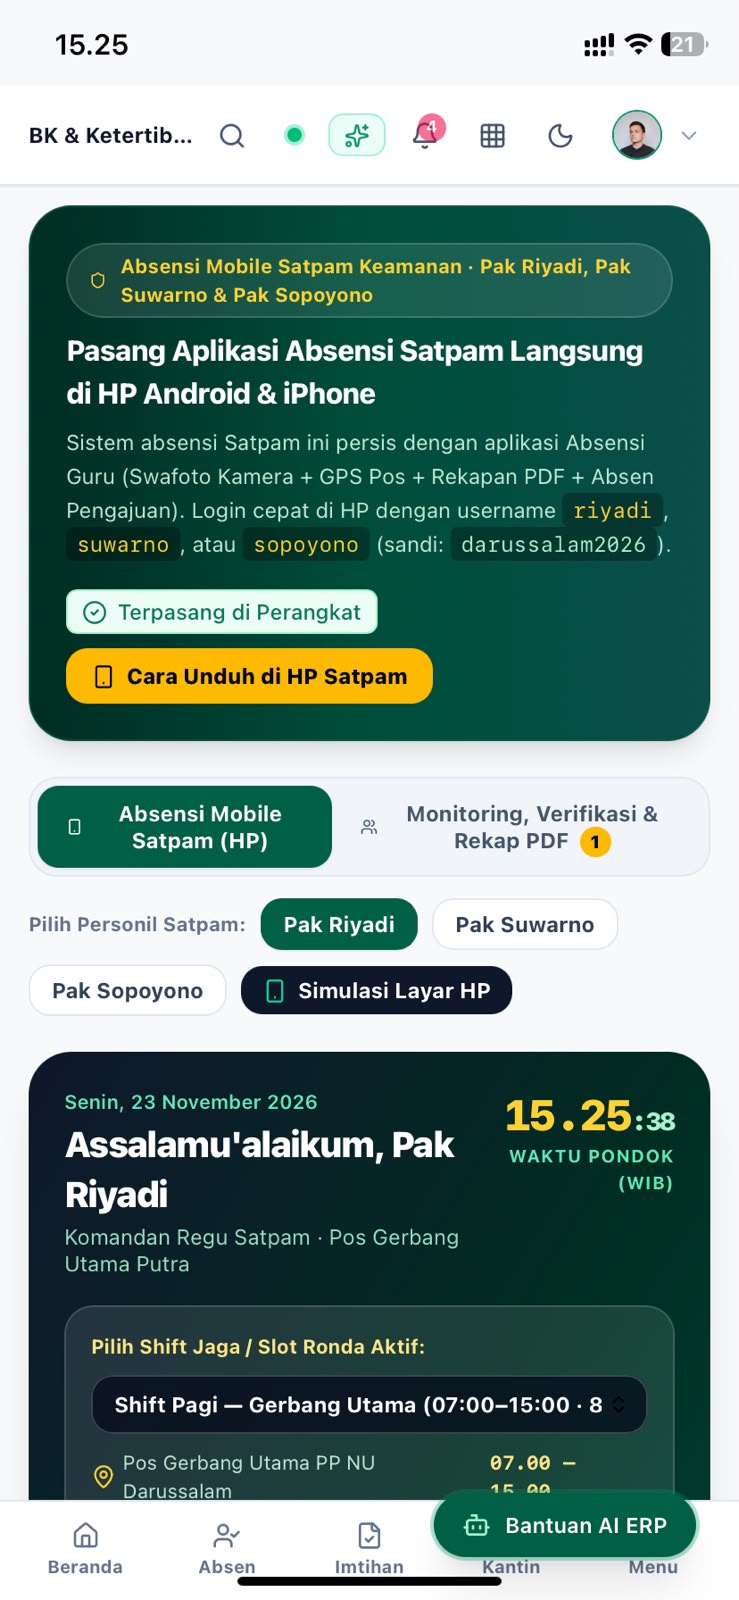 15.25
21
BK & Ketertib...
4
Absensi Mobile Satpam Keamanan · Pak Riyadi, Pak
Suwarno & Pak Sopoyono
Pasang Aplikasi Absensi Satpam Langsung
di HP Android & iPhone
Sistem absensi Satpam ini persis dengan aplikasi Absensi
Guru (Swafoto Kamera + GPS Pos + Rekapan PDF + Absen
Pengajuan). Login cepat di HP dengan username riyadi ,
suwarno , atau sopoyono (sandi: darussalam2026 ).
Terpasang di Perangkat
Cara Unduh di HP Satpam
Absensi Mobile
Satpam (HP)
Monitoring, Verifikasi &
Rekap PDF 1
Pilih Personil Satpam: Pak Riyadi Pak Suwarno
Pak Sopoyono Simulasi Layar HP
Senin, 23 November 2026
15.25:38
WAKTU PONDOK
(WIB)
Assalamu'alaikum, Pak
Riyadi
Komandan Regu Satpam · Pos Gerbang
Utama Putra
Pilih Shift Jaga / Slot Ronda Aktif:
Shift Pagi — Gerbang Utama (07:00–15:00 · 8
Pos Gerbang Utama PP NU
Darussalam
07.00 –
15.00
Bantuan AI ERP
Beranda Absen Imtihan Kantin Menu